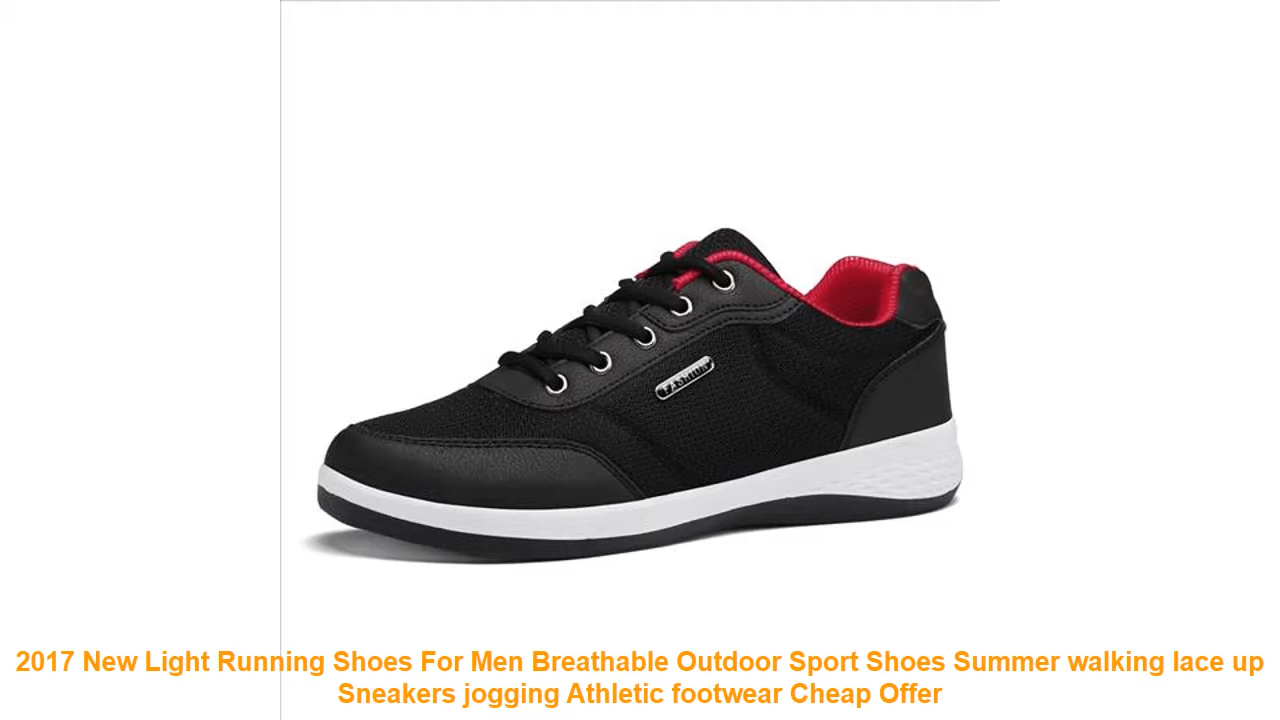 FASHION
2017 New Light Running Shoes For Men Breathable Outdoor Sport Shoes Summer walking lace up
Sneakers jogging Athletic footwear Cheap Offer